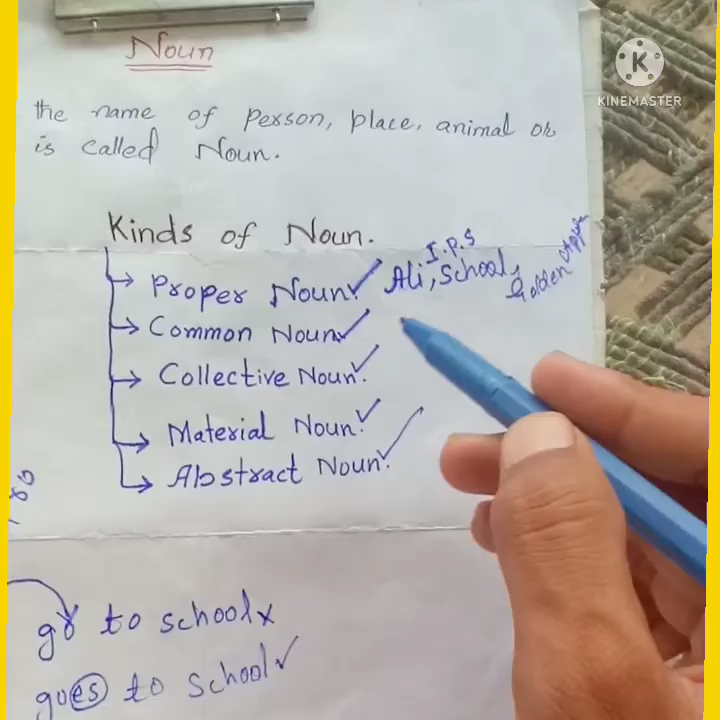 Noun
the name of person, place, animal or
is called Noun.
Kinds of Noun.
I.P.S
Proper Noun. Ali, School, Golden
Common Noun
Collective Noun.
Material Noun.
Abstract Noun.
go to school x
goes to school ✓
K
KINEMASTER